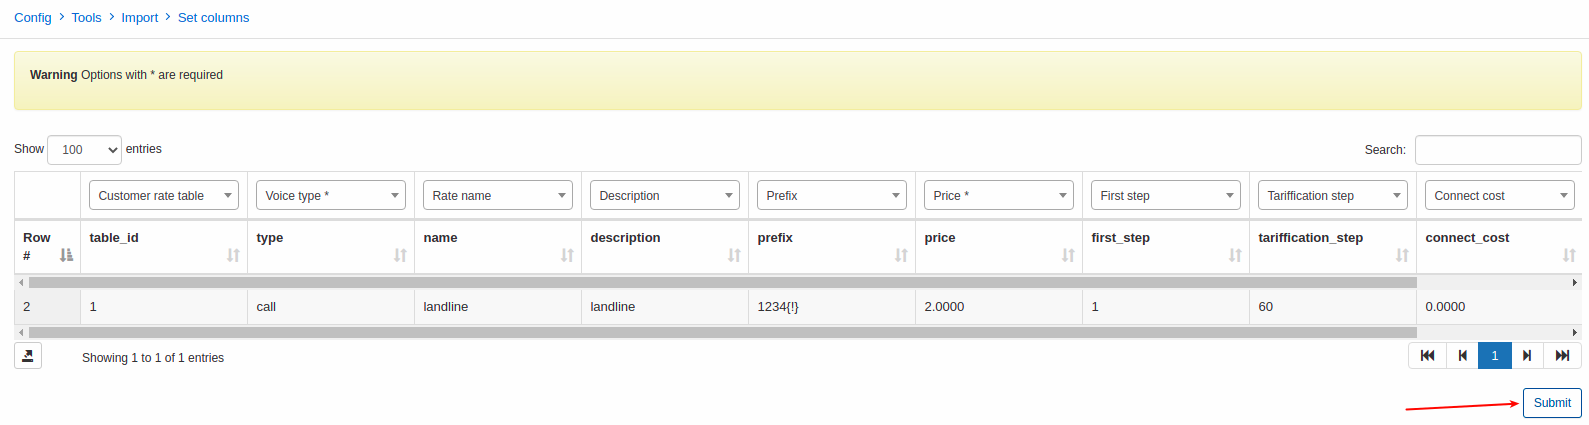 Config > Tools > Import > Set columns
Warning Options with * are required
Show 100 entries
Search:
Customer rate table Voice type * Rate name Description Prefix Price * First step Tariffication step Connect cost
Row # table_id type name description prefix price first_step tariffication_step connect_cost
2 1 call landline landline 1234{!} 2.0000 1 60 0.0000
Showing 1 to 1 of 1 entries
1
Submit